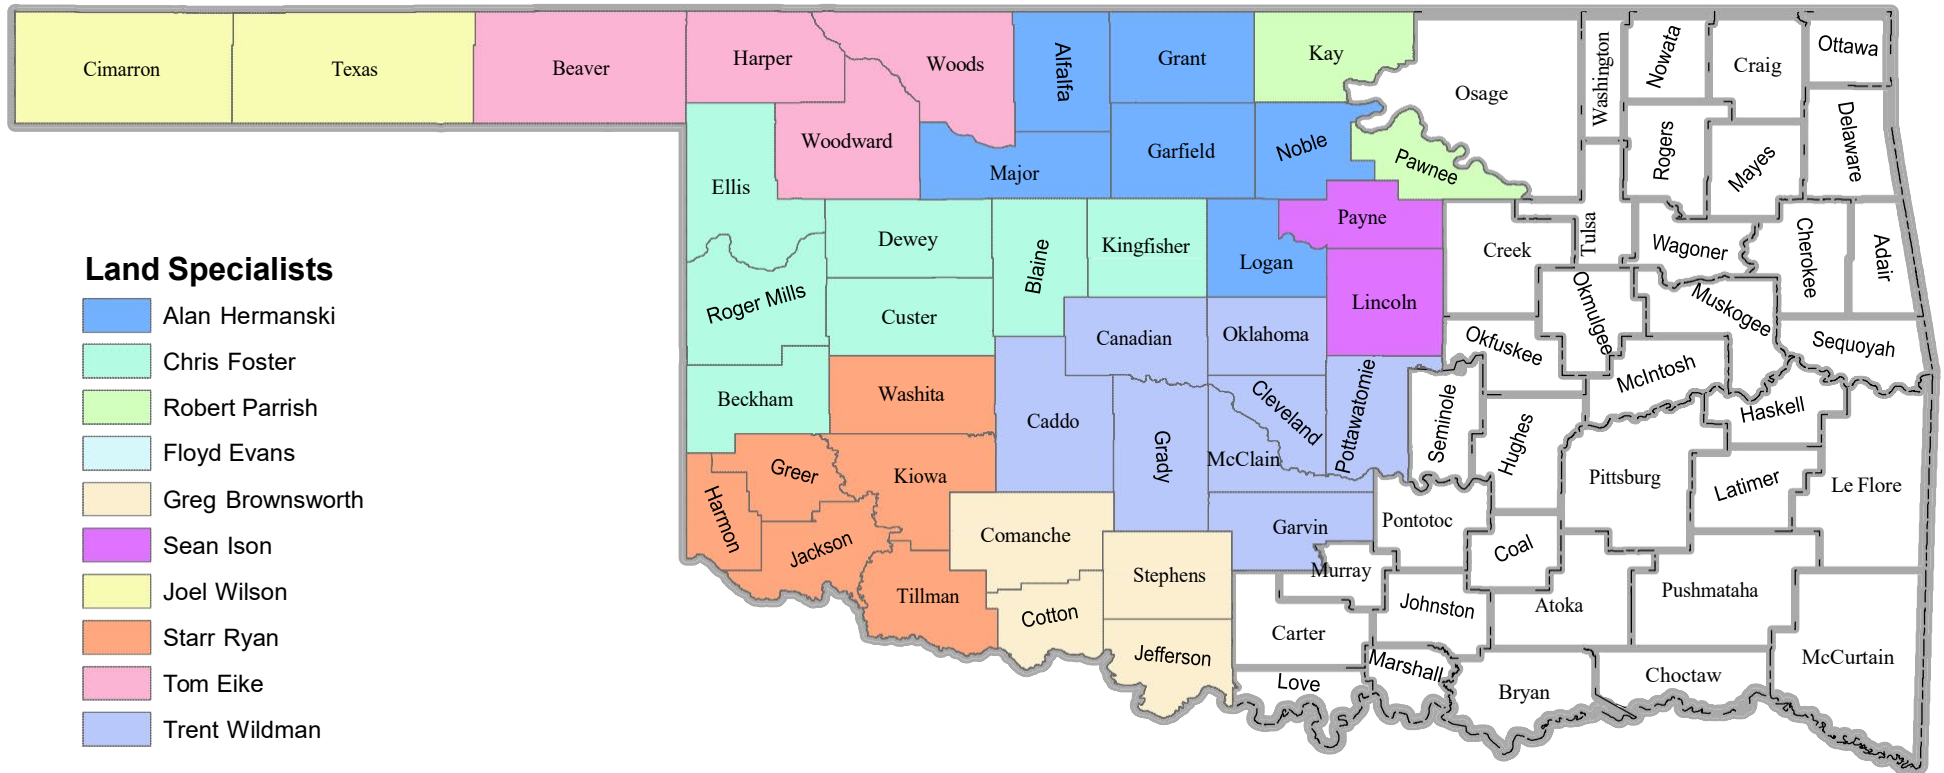 Cimarron
Texas
Beaver
Harper
Woods
Alfalfa
Grant
Kay
Osage
Washington
Nowata
Craig
Ottawa
Woodward
Major
Garfield
Noble
Pawnee
Rogers
Mayes
Delaware
Ellis
Dewey
Blaine
Kingfisher
Logan
Payne
Creek
Tulsa
Wagoner
Cherokee
Adair
Roger Mills
Custer
Canadian
Oklahoma
Lincoln
Okfuskee
Okmulgee
Muskogee
McIntosh
Sequoyah
Beckham
Washita
Caddo
Grady
Cleveland
McClain
Pottawatomie
Seminole
Hughes
Haskell
Pittsburg
Latimer
Le Flore
Greer
Harmon
Kiowa
Jackson
Tillman
Comanche
Cotton
Stephens
Jefferson
Garvin
Murray
Pontotoc
Coal
Johnston
Atoka
Pushmataha
Carter
Love
Marshall
Bryan
Choctaw
McCurtain
Land Specialists
Alan Hermanski
Chris Foster
Robert Parrish
Floyd Evans
Greg Brownsworth
Sean Ison
Joel Wilson
Starr Ryan
Tom Eike
Trent Wildman